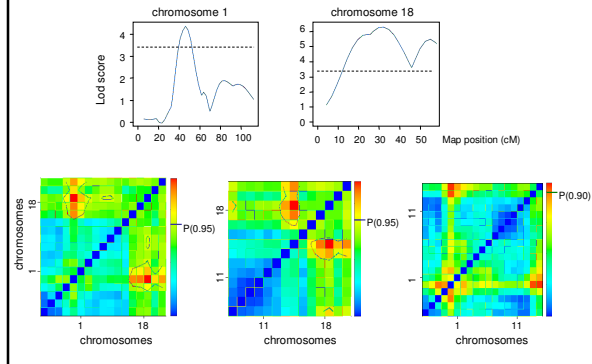 chromosome 1
chromosome 18
Lod score
4
3
2
1
0
0 20 40 60 80 100
6
5
4
3
2
1
0
0 10 20 30 40 50
Map position (cM)
chromosomes
18
1
P(0.95)
1 18
chromosomes
18
11
P(0.95)
11 18
chromosomes
11
1
P(0.90)
1 11
chromosomes